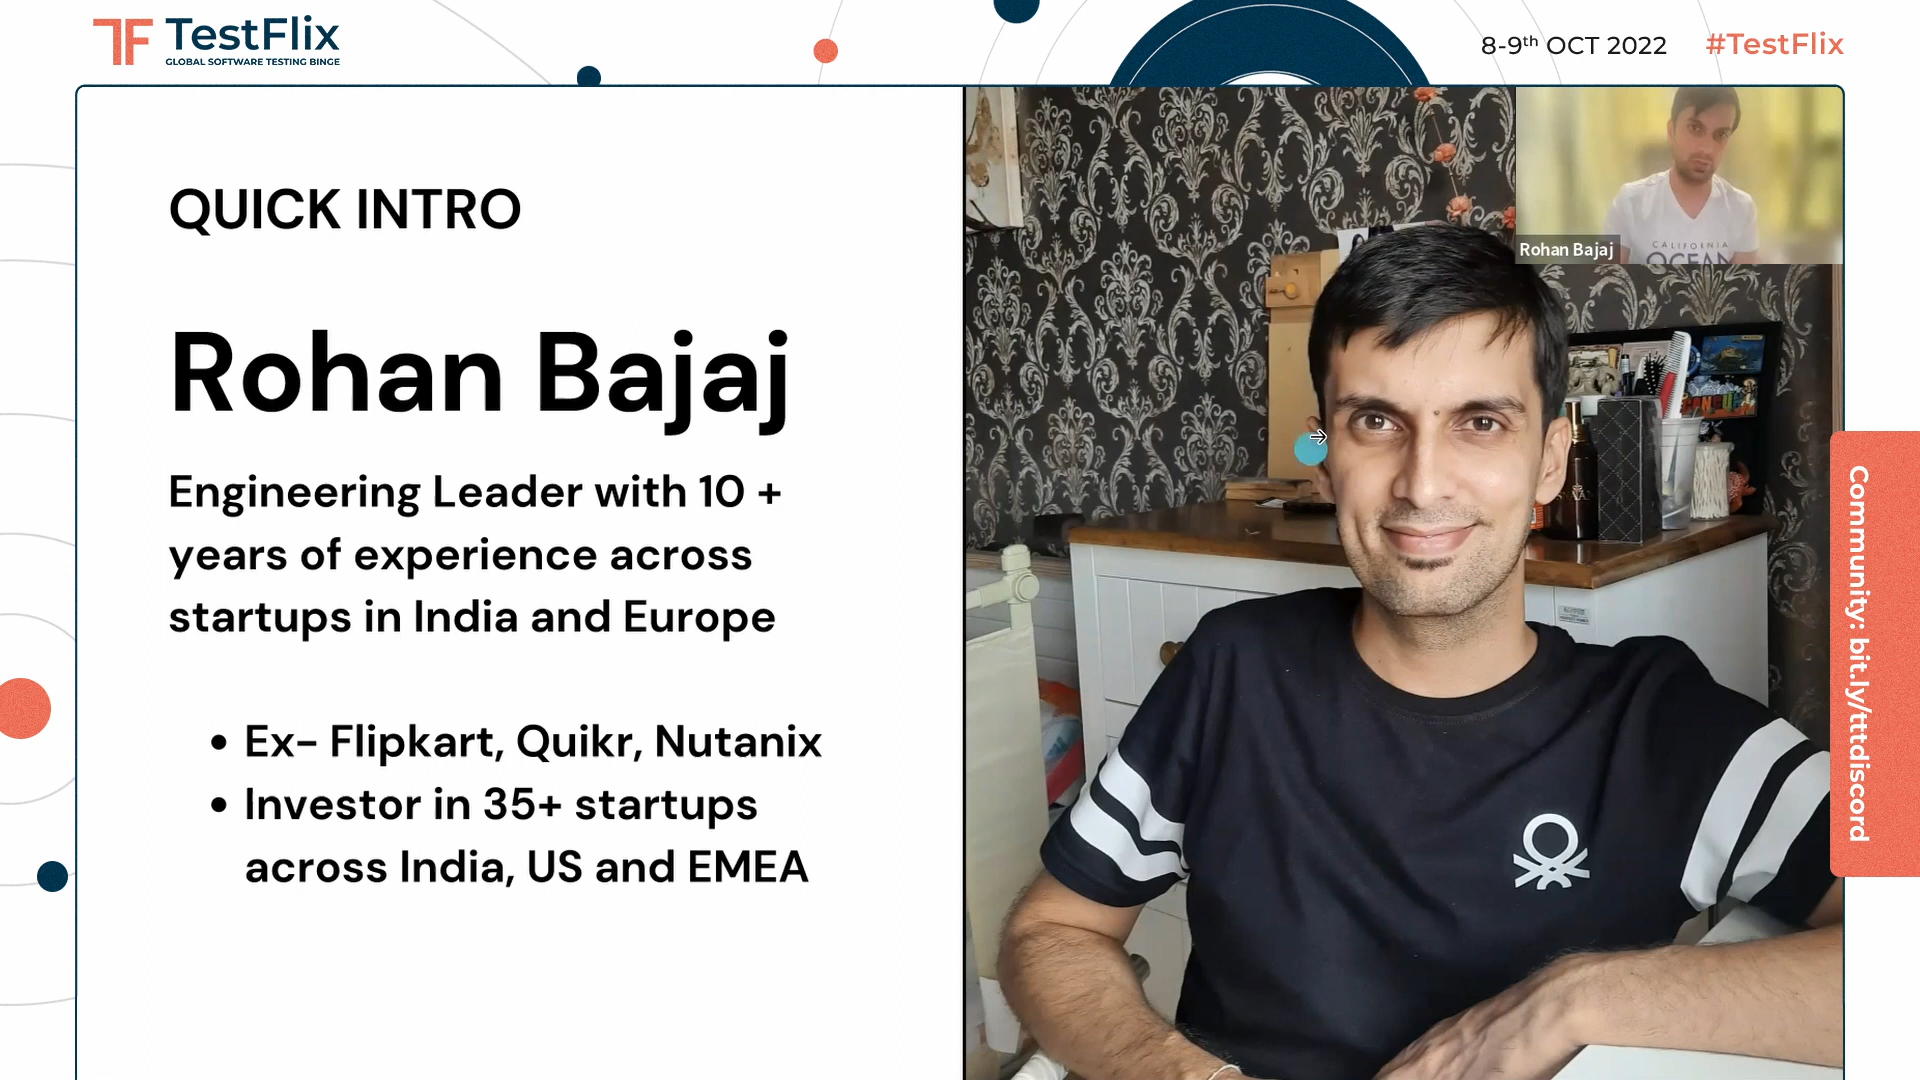 TF TestFlix
GLOBAL SOFTWARE TESTING BINGE
8-9th OCT 2022
#TestFlix
QUICK INTRO
Rohan Bajaj
Engineering Leader with 10 +
years of experience across
startups in India and Europe
• Ex- Flipkart, Quikr, Nutanix
• Investor in 35+ startups
across India, US and EMEA
CALIFORNIA
OCEAN
Rohan Bajaj
Community: bit.ly/tttdiscord